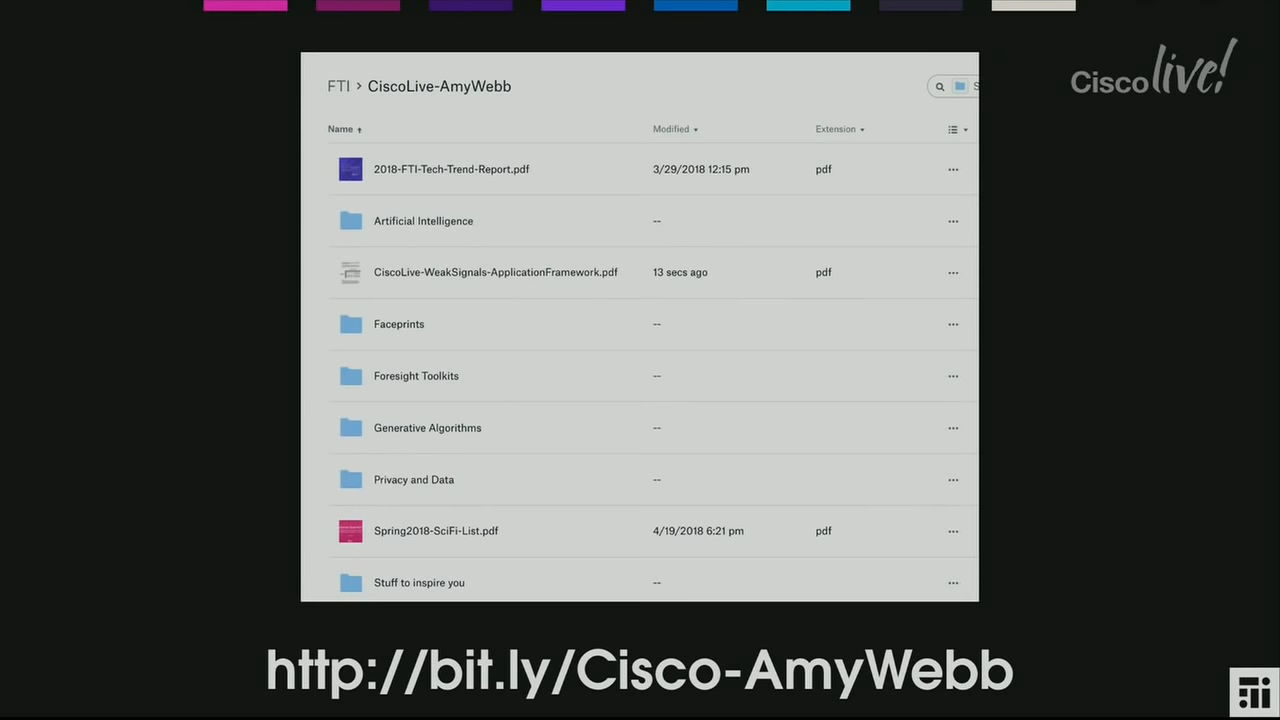 Cisco live!
FTI > CiscoLive-AmyWebb
S
Name Modified Extension
2018-FTI-Tech-Trend-Report.pdf 3/29/2018 12:15 pm pdf
Artificial Intelligence --
CiscoLive-WeakSignals-ApplicationFramework.pdf 13 secs ago pdf
Faceprints --
Foresight Toolkits --
Generative Algorithms --
Privacy and Data --
Spring2018-SciFi-List.pdf 4/19/2018 6:21 pm pdf
Stuff to inspire you --
http://bit.ly/Cisco-AmyWebb